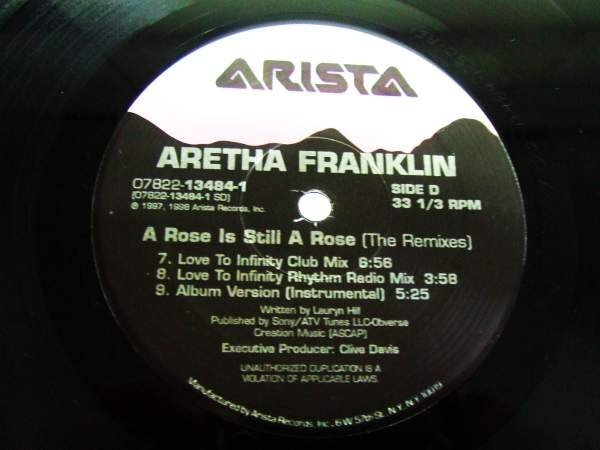 ARISTA
ARETHA FRANKLIN
07822-13484-1 SIDE D
(07822-13484-1 SD) 33 1/3 RPM
℗ 1997, 1998 Arista Records, Inc.
A Rose Is Still A Rose (The Remixes)
7. Love To Infinity Club Mix 6:56
8. Love To Infinity Rhythm Radio Mix 3:58
9. Album Version (Instrumental) 5:25
Written by Lauryn Hill
Published by Sony/ATV Tunes LLC-Obverse
Creation Music (ASCAP)
Executive Producer: Clive Davis
UNAUTHORIZED DUPLICATION IS A
VIOLATION OF APPLICABLE LAWS.
Manufactured by Arista Records, Inc., 6 W. 57th St. N.Y. N.Y. 10019